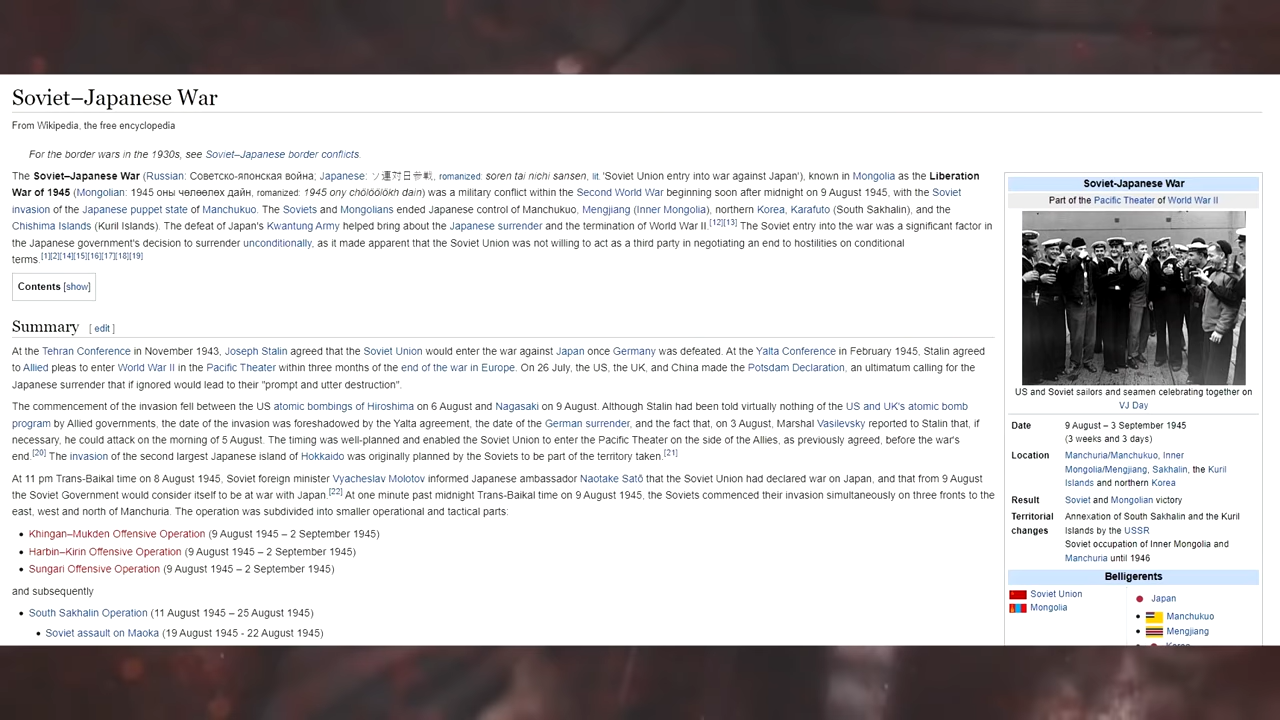 Soviet–Japanese War
From Wikipedia, the free encyclopedia
For the border wars in the 1930s, see Soviet–Japanese border conflicts.
The Soviet–Japanese War (Russian: Советско-японская война; Japanese: ソ連対日参戦, romanized: soren tai nichi sansen, lit. 'Soviet Union entry into war against Japan'), known in Mongolia as the Liberation
War of 1945 (Mongolian: 1945 оны чөлөөлөх дайн, romanized: 1945 ony chölöölökh dain) was a military conflict within the Second World War beginning soon after midnight on 9 August 1945, with the Soviet
invasion of the Japanese puppet state of Manchukuo. The Soviets and Mongolians ended Japanese control of Manchukuo, Mengjiang (Inner Mongolia), northern Korea, Karafuto (South Sakhalin), and the
Chishima Islands (Kuril Islands). The defeat of Japan's Kwantung Army helped bring about the Japanese surrender and the termination of World War II.[12][13] The Soviet entry into the war was a significant factor in
the Japanese government's decision to surrender unconditionally, as it made apparent that the Soviet Union was not willing to act as a third party in negotiating an end to hostilities on conditional
terms.[1][2][14][15][16][17][18][19]
Contents [show]
Summary [ edit ]
At the Tehran Conference in November 1943, Joseph Stalin agreed that the Soviet Union would enter the war against Japan once Germany was defeated. At the Yalta Conference in February 1945, Stalin agreed
to Allied pleas to enter World War II in the Pacific Theater within three months of the end of the war in Europe. On 26 July, the US, the UK, and China made the Potsdam Declaration, an ultimatum calling for the
Japanese surrender that if ignored would lead to their "prompt and utter destruction".
The commencement of the invasion fell between the US atomic bombings of Hiroshima on 6 August and Nagasaki on 9 August. Although Stalin had been told virtually nothing of the US and UK's atomic bomb
program by Allied governments, the date of the invasion was foreshadowed by the Yalta agreement, the date of the German surrender, and the fact that, on 3 August, Marshal Vasilevsky reported to Stalin that, if
necessary, he could attack on the morning of 5 August. The timing was well-planned and enabled the Soviet Union to enter the Pacific Theater on the side of the Allies, as previously agreed, before the war's
end.[20] The invasion of the second largest Japanese island of Hokkaido was originally planned by the Soviets to be part of the territory taken.[21]
At 11 pm Trans-Baikal time on 8 August 1945, Soviet foreign minister Vyacheslav Molotov informed Japanese ambassador Naotake Satō that the Soviet Union had declared war on Japan, and that from 9 August
the Soviet Government would consider itself to be at war with Japan.[22] At one minute past midnight Trans-Baikal time on 9 August 1945, the Soviets commenced their invasion simultaneously on three fronts to the
east, west and north of Manchuria. The operation was subdivided into smaller operational and tactical parts:
Khingan–Mukden Offensive Operation (9 August 1945 – 2 September 1945)
Harbin–Kirin Offensive Operation (9 August 1945 – 2 September 1945)
Sungari Offensive Operation (9 August 1945 – 2 September 1945)
and subsequently
South Sakhalin Operation (11 August 1945 – 25 August 1945)
Soviet assault on Maoka (19 August 1945 - 22 August 1945)
Soviet-Japanese War
Part of the Pacific Theater of World War II
US and Soviet sailors and seamen celebrating together on
VJ Day
Date 9 August – 3 September 1945
(3 weeks and 3 days)
Location Manchuria/Manchukuo, Inner
Mongolia/Mengjiang, Sakhalin, the Kuril
Islands and northern Korea
Result Soviet and Mongolian victory
Territorial Annexation of South Sakhalin and the Kuril
changes Islands by the USSR
Soviet occupation of Inner Mongolia and
Manchuria until 1946
Belligerents
Soviet Union
Mongolia
Japan
Manchukuo
Mengjiang